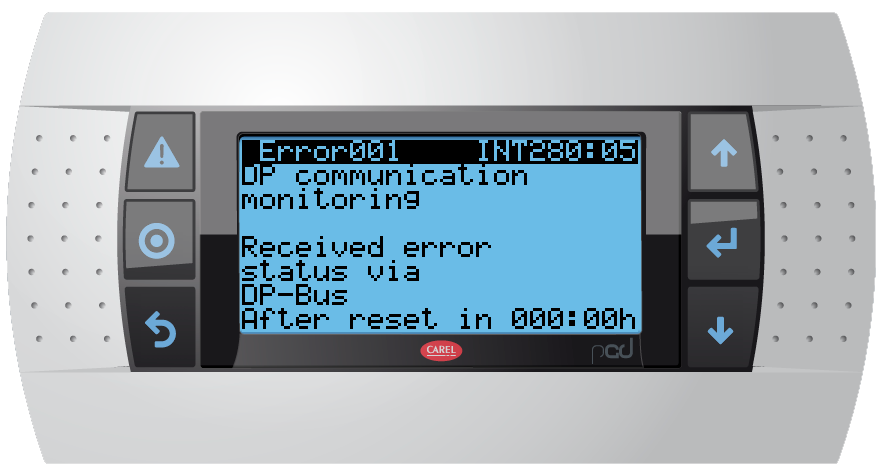 Error001 INT280:05
DP communication
monitoring
Received error
status via
DP-Bus
After reset in 000:00h
CAREL
pGD